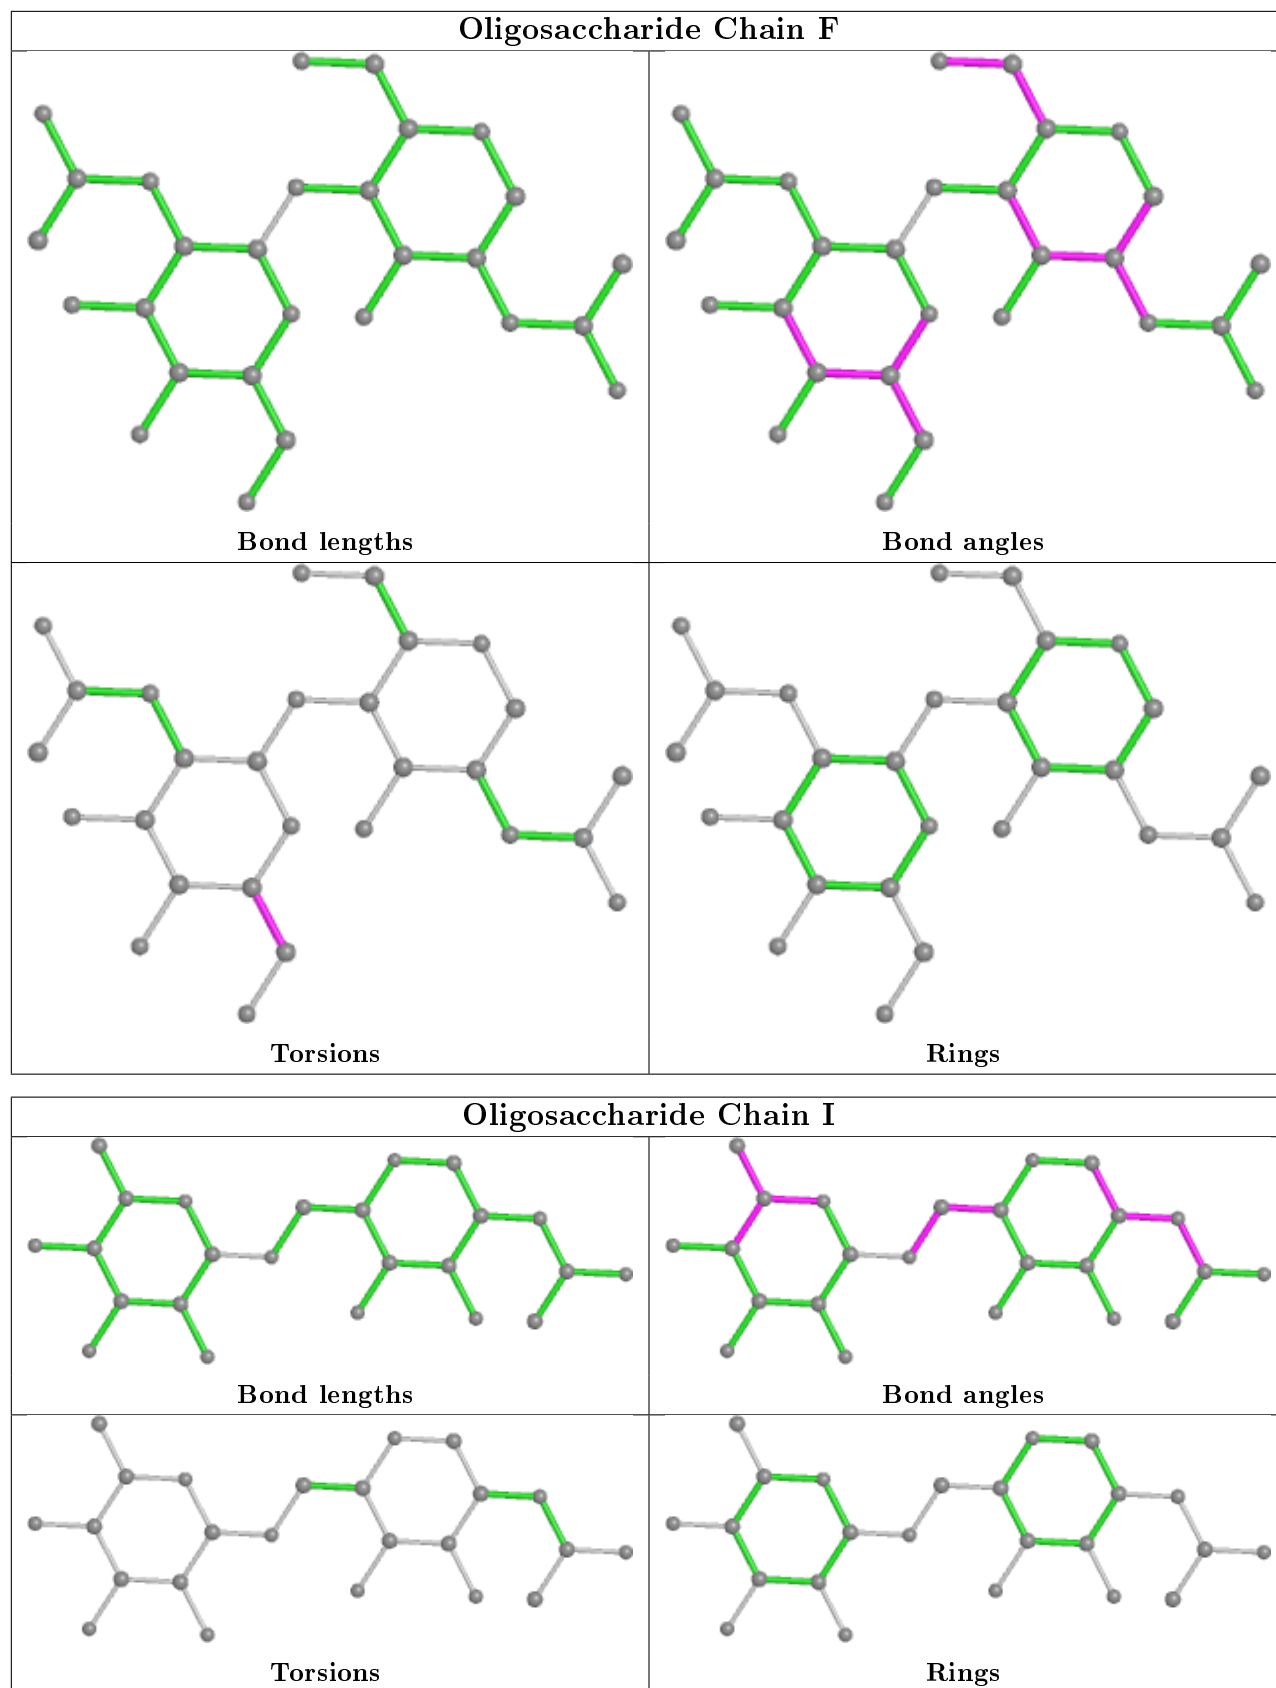 Oligosaccharide Chain F
Bond lengths
Bond angles
Torsions
Rings
Oligosaccharide Chain I
Bond lengths
Bond angles
Torsions
Rings